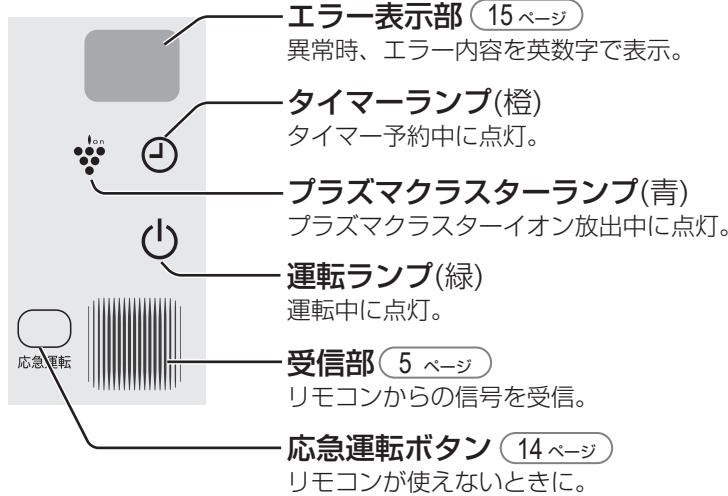 エラー表示部 15 ページ
異常時、エラー内容を英数字で表示。
タイマーランプ(橙)
タイマー予約中に点灯。
ion
プラズマクラスターランプ(青)
プラズマクラスターイオン放出中に点灯。
運転ランプ(緑)
運転中に点灯。
受信部 5 ページ
リモコンからの信号を受信。
応急運転
応急運転ボタン 14 ページ
リモコンが使えないときに。